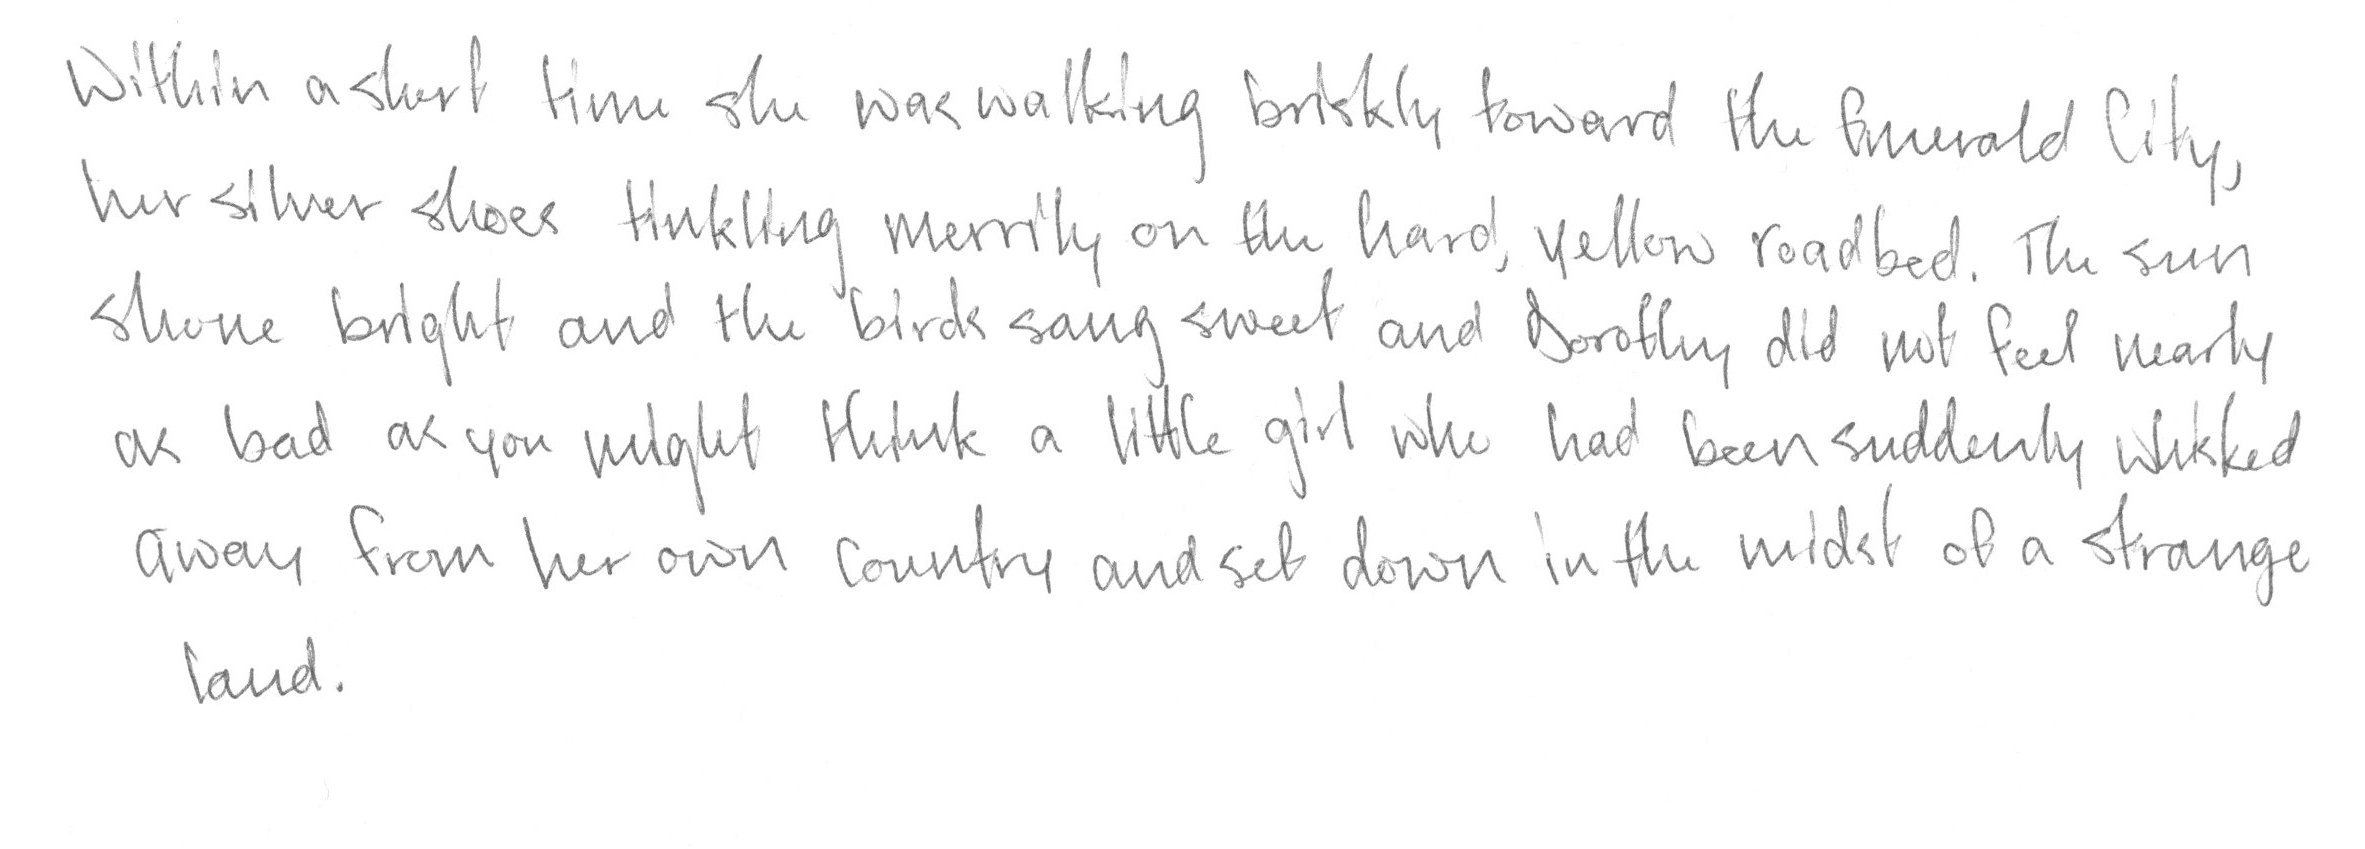 Within a short time she was walking briskly toward the Emerald City,
her silver shoes tinkling merrily on the hard, yellow roadbed. The sun
shone bright and the birds sang sweet and Dorothy did not feel nearly
as bad as you might think a little girl who had been suddenly whisked
away from her own country and set down in the midst of a strange
land.